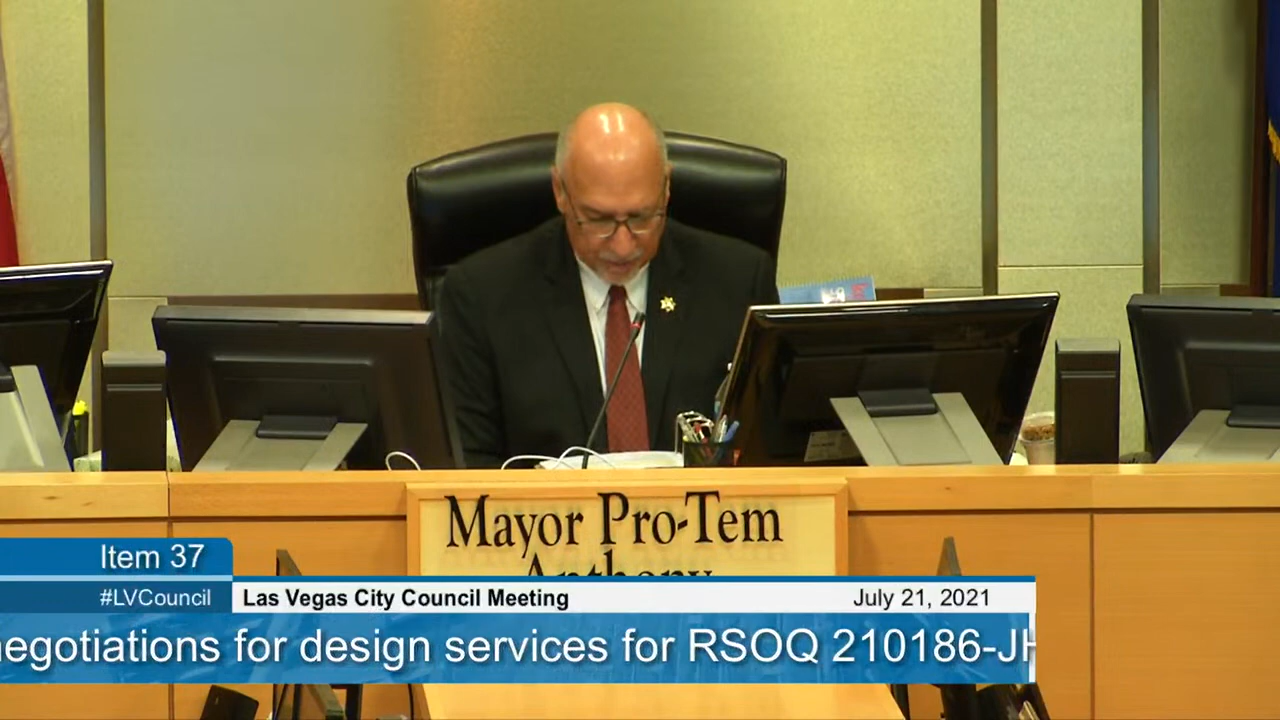 Mayor Pro-Tem
Anthony
Item 37
#LVCouncil
Las Vegas City Council Meeting
July 21, 2021
negotiations for design services for RSOQ 210186-JH